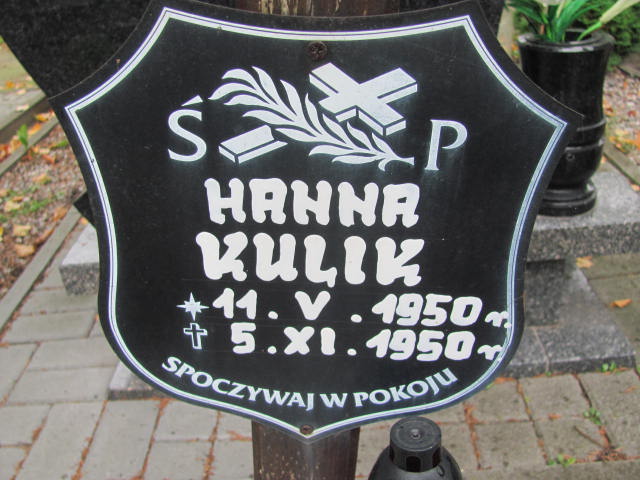 Ś P
HANNA
KULIK
11.V.1950 r.
5.XI.1950 r.
SPOCZYWAJ W POKOJU